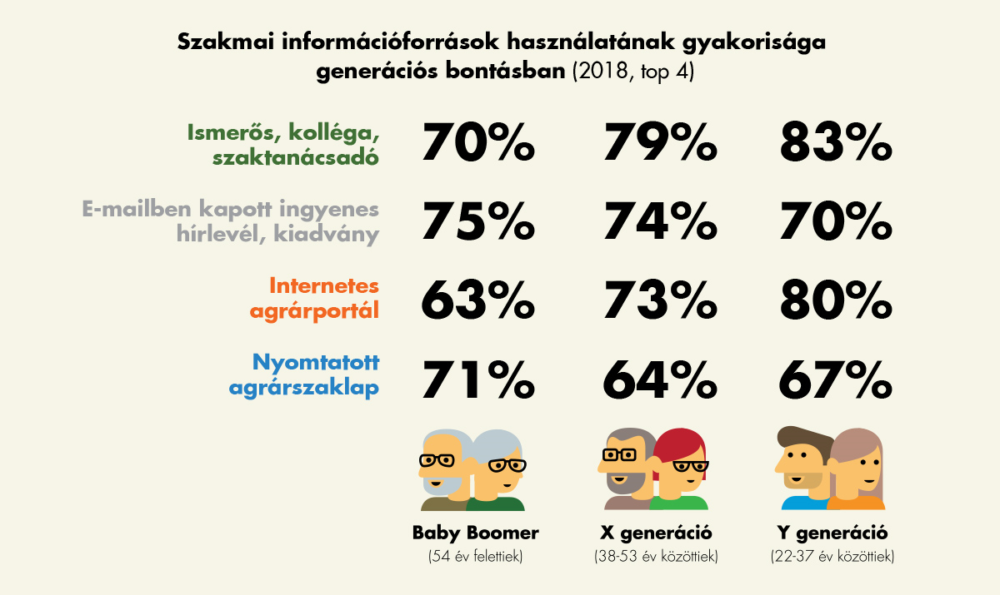 Szakmai információforrások használatának gyakorisága
generációs bontásban (2018, top 4)
Ismerős, kolléga,
szaktanácsadó
70% 79% 83%
E-mailben kapott ingyenes
hírlevél, kiadvány
75% 74% 70%
Internetes
agrárportál
63% 73% 80%
Nyomtatott
agrárszaklap
71% 64% 67%
Baby Boomer X generáció Y generáció
(54 év felettiek) (38-53 év közöttiek) (22-37 év közöttiek)